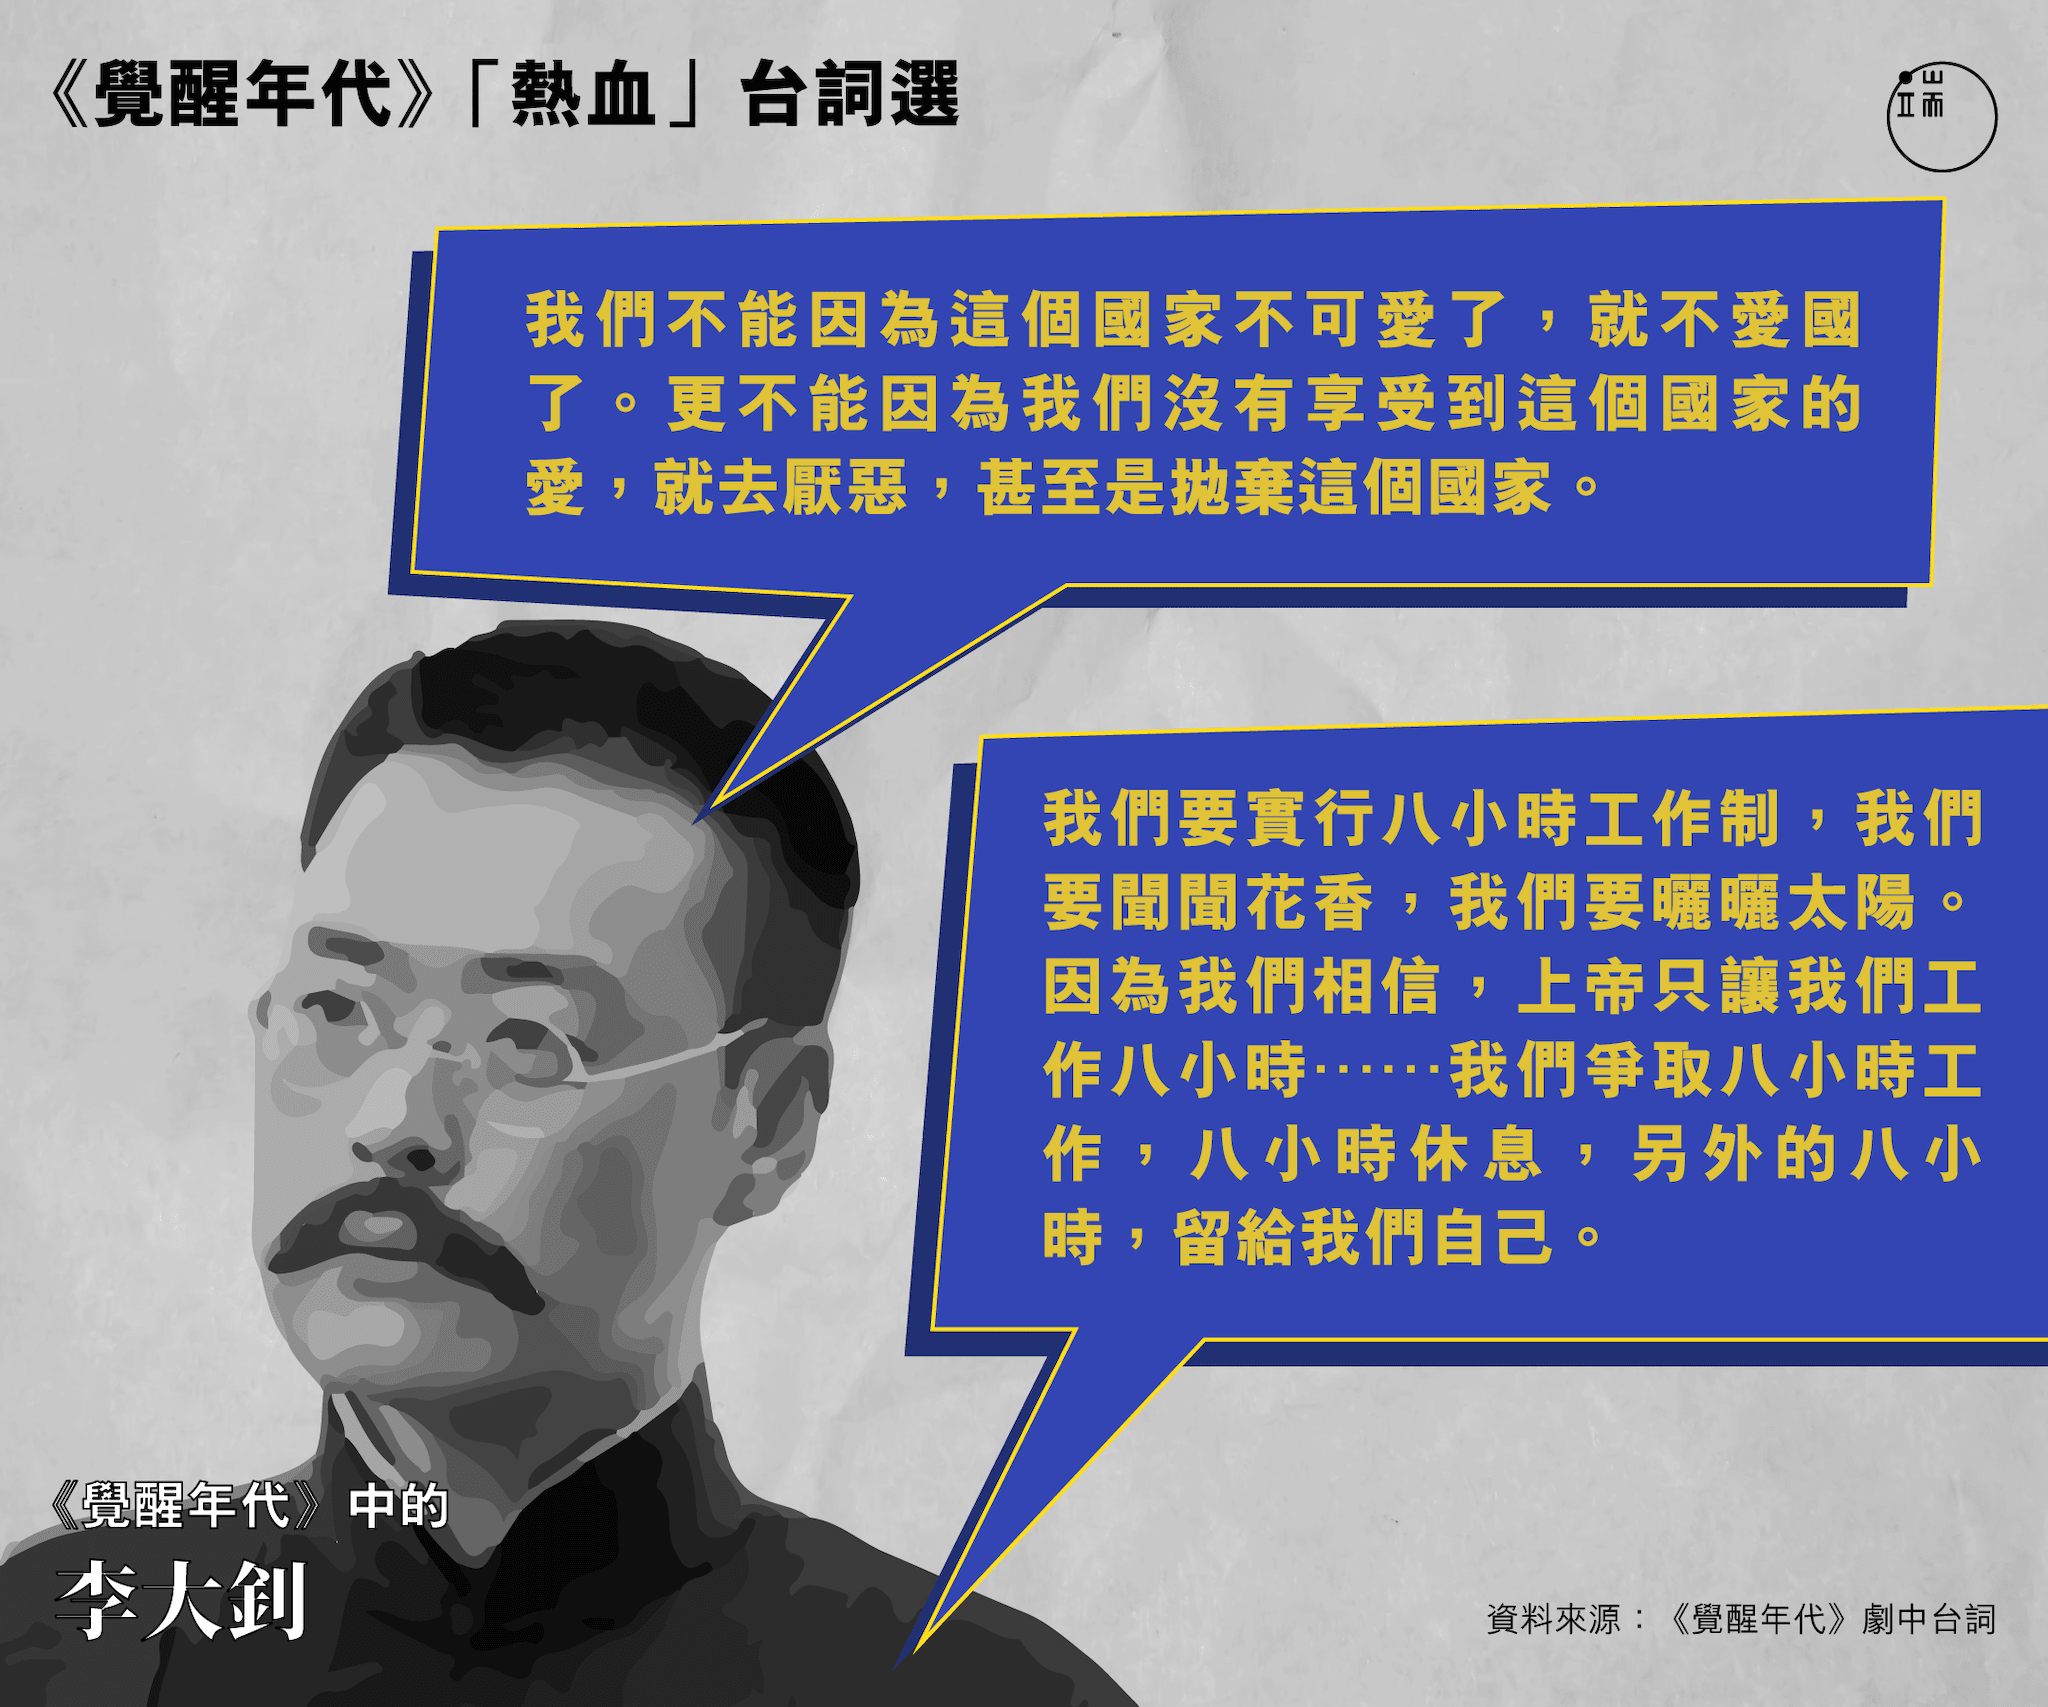 《覺醒年代》「熱血」台詞選
端
我們不能因為這個國家不可愛了，就不愛國
了。更不能因為我們沒有享受到這個國家的
愛，就去厭惡，甚至是拋棄這個國家。
我們要實行八小時工作制，我們
要聞聞花香，我們要曬曬太陽。
因為我們相信，上帝只讓我們工
作八小時……我們爭取八小時工
作，八小時休息，另外的八小
時，留給我們自己。
《覺醒年代》中的
李大釗
資料來源：《覺醒年代》劇中台詞